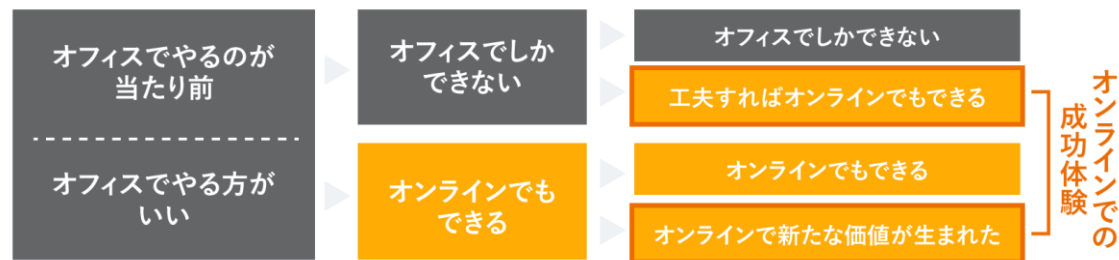 オフィスでやるのが
当たり前
オフィスでやる方が
いい
オフィスでしか
できない
オンラインでも
できる
オフィスでしかできない
工夫すればオンラインでもできる
オンラインでもできる
オンラインで新たな価値が生まれた
オンラインでの
成功体験